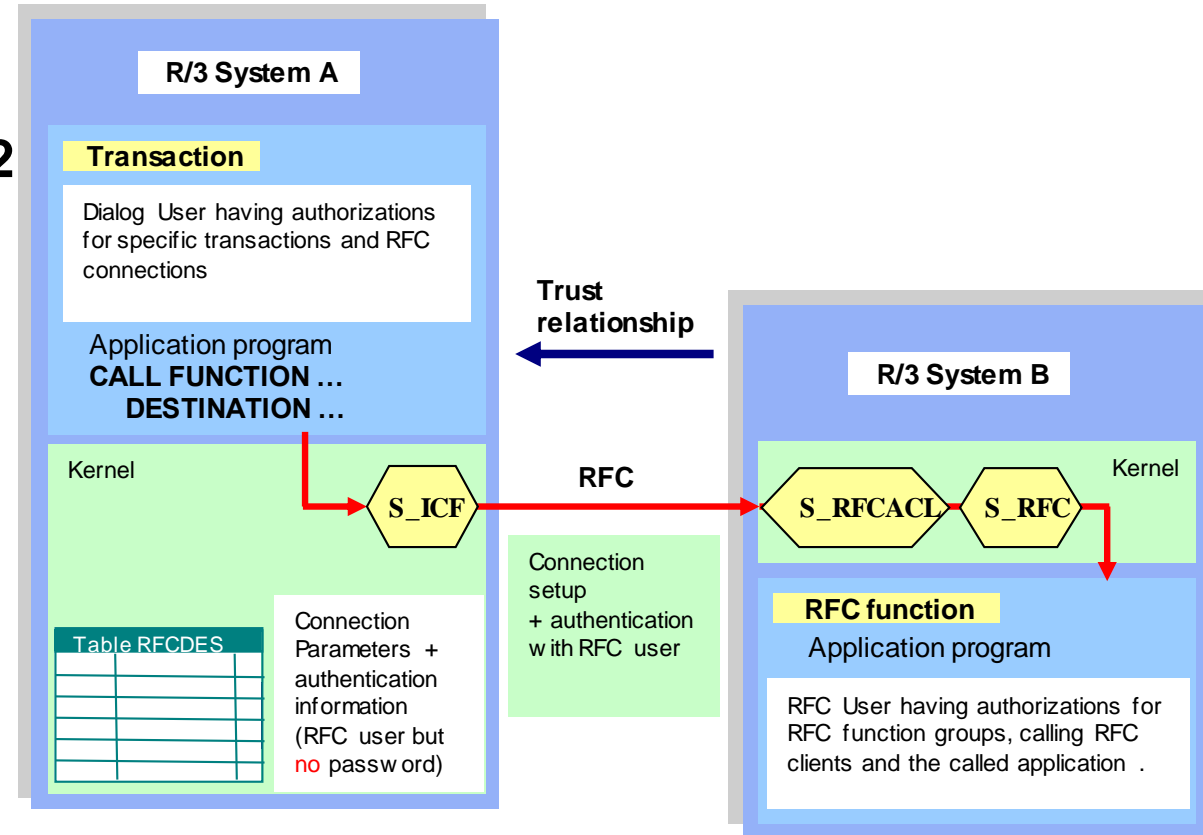 R/3 System A
2
Transaction
Dialog User having authorizations
for specific transactions and RFC
connections
Application program
CALL FUNCTION …
DESTINATION …
Kernel
S_ICF
Table RFCDES
Connection
Parameters +
authentication
information
(RFC user but
no password)
Trust
relationship
RFC
Connection
setup
+ authentication
with RFC user
R/3 System B
Kernel
S_RFCACL
S_RFC
RFC function
Application program
RFC User having authorizations for
RFC function groups, calling RFC
clients and the called application .